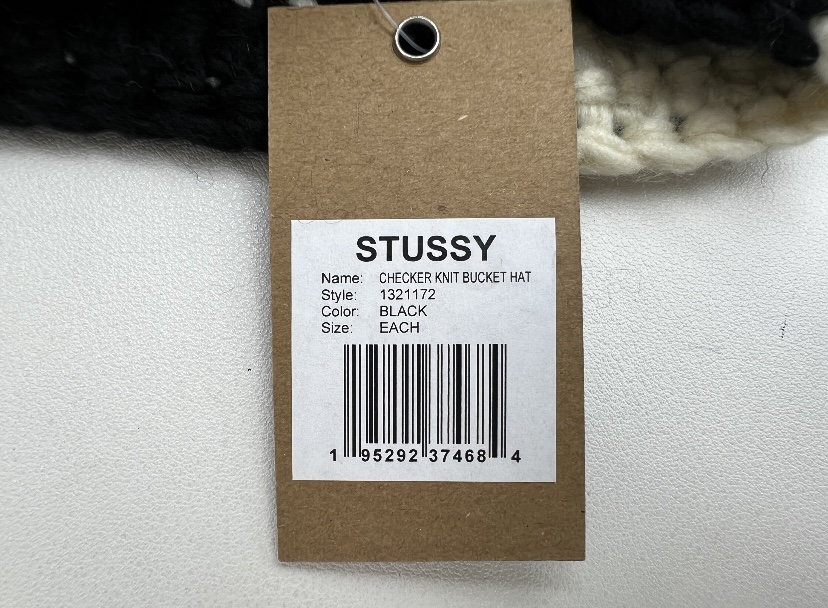 STUSSY
Name: CHECKER KNIT BUCKET HAT
Style: 1321172
Color: BLACK
Size: EACH
1 95292 37468 4